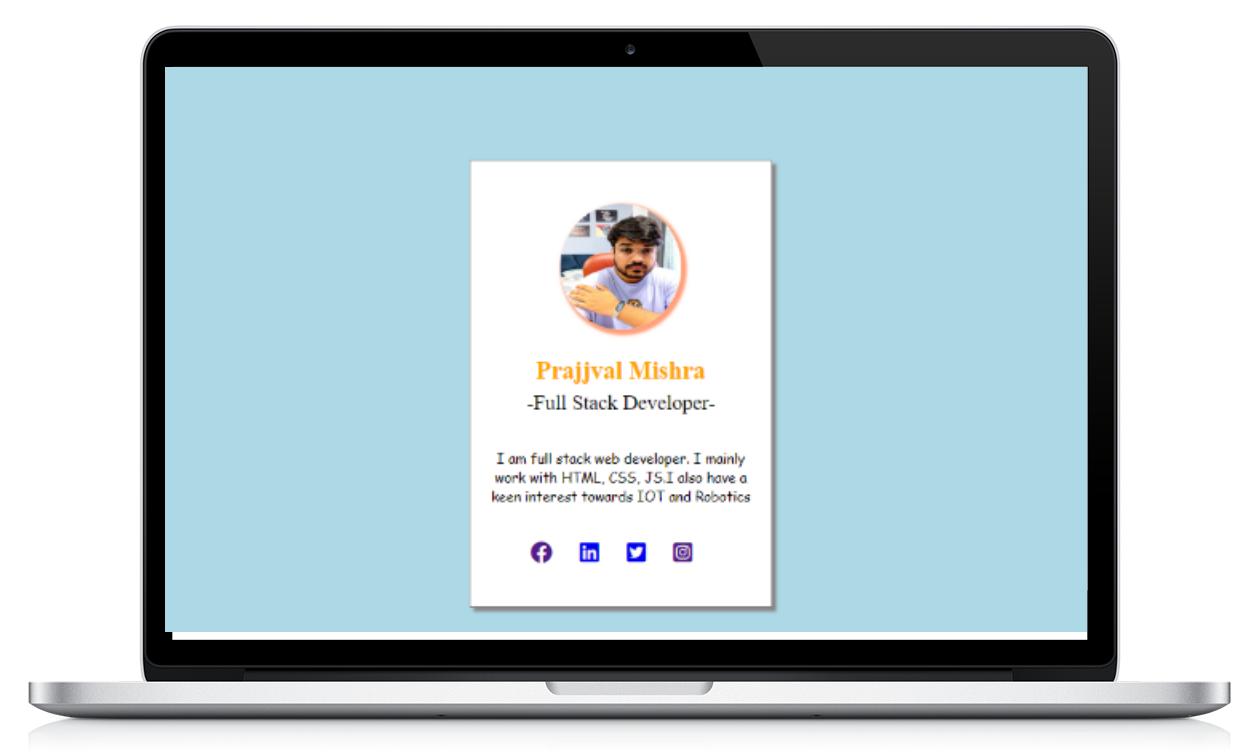 Prajjval Mishra
-Full Stack Developer-
I am full stack web developer. I mainly
work with HTML, CSS, JS.I also have a
keen interest towards IOT and Robotics